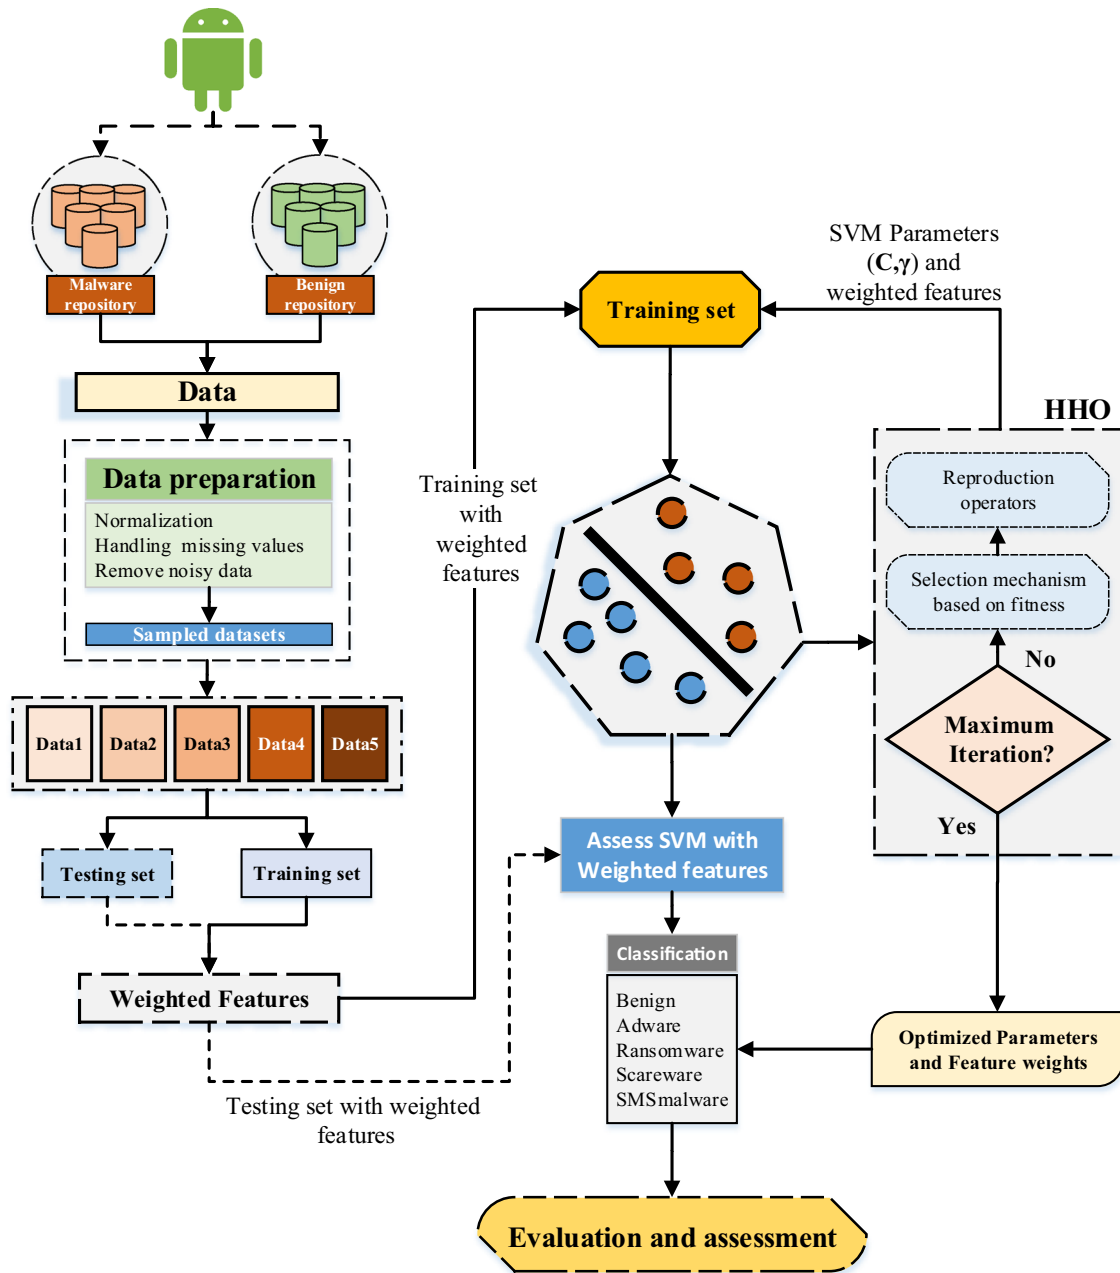 Malware
repository
Benign
repository
Data
Data preparation
Normalization
Handling missing values
Remove noisy data
Sampled datasets
Data1
Data2
Data3
Data4
Data5
Testing set
Training set
Weighted Features
Training set
with
weighted
features
Testing set with weighted
features
Training set
SVM Parameters
(C,γ) and
weighted features
HHO
Reproduction
operators
Selection mechanism
based on fitness
No
Maximum
Iteration?
Yes
Optimized Parameters
and Feature weights
Assess SVM with
Weighted features
Classification
Benign
Adware
Ransomware
Scareware
SMSmalware
Evaluation and assessment